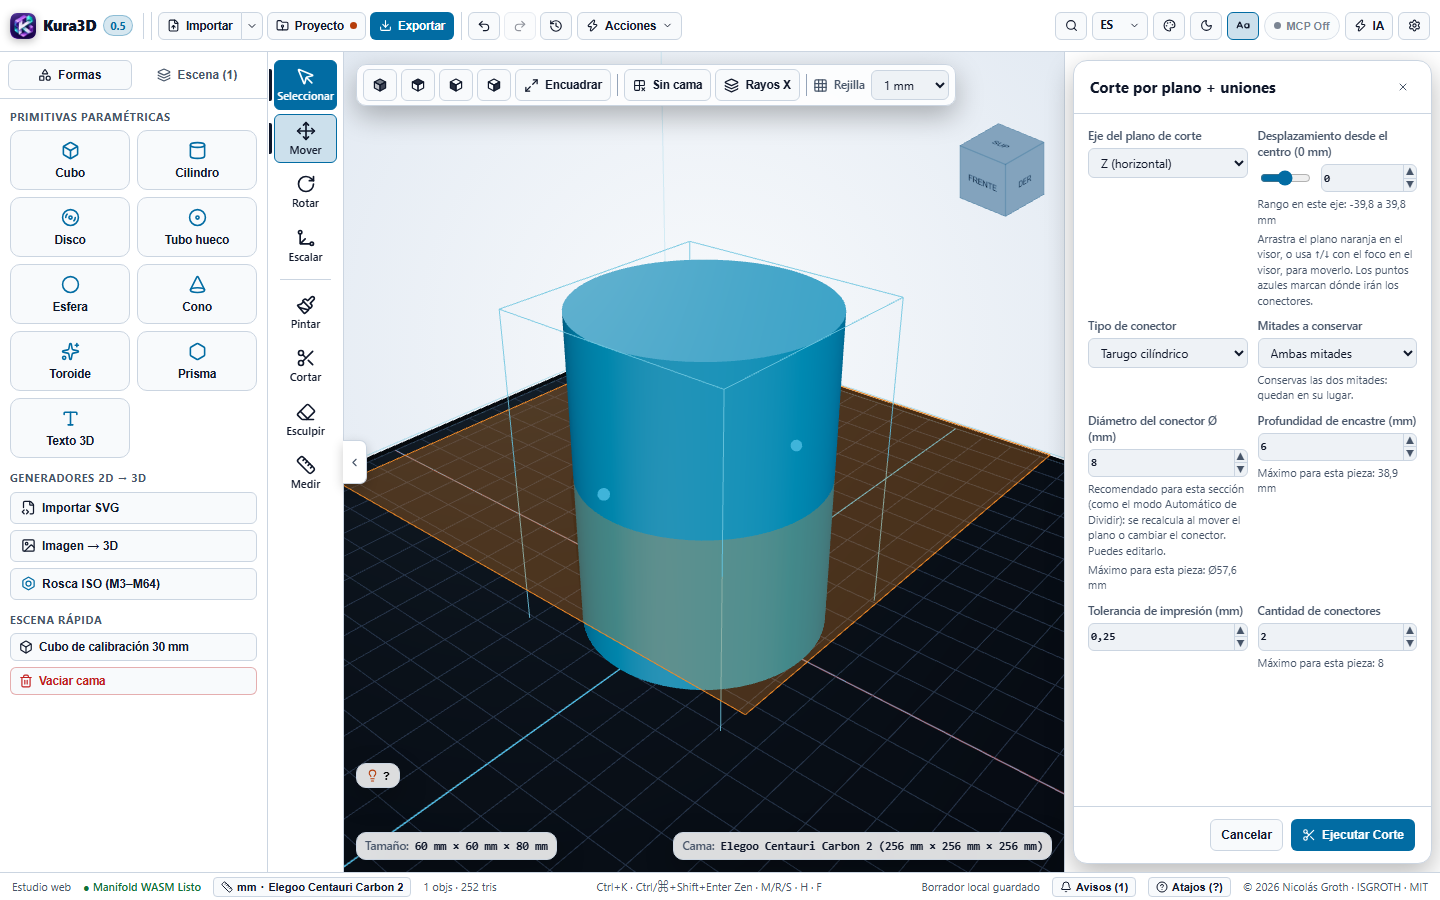 Kura3D 0.5 Importar Proyecto Exportar Acciones ES Aa MCP Off IA
Formas Escena (1)
PRIMITIVAS PARAMÉTRICAS
Cubo Cilindro
Disco Tubo hueco
Esfera Cono
Toroide Prisma
Texto 3D
GENERADORES 2D → 3D
Importar SVG
Imagen → 3D
Rosca ISO (M3–M64)
ESCENA RÁPIDA
Cubo de calibración 30 mm
Vaciar cama
Seleccionar
Mover
Rotar
Escalar
Pintar
Cortar
Esculpir
Medir
Encuadrar Sin cama Rayos X Rejilla 1 mm
FRENTE DER
?
Tamaño: 60 mm × 60 mm × 80 mm
Cama: Elegoo Centauri Carbon 2 (256 mm × 256 mm × 256 mm)
Corte por plano + uniones
Eje del plano de corte
Z (horizontal)
Desplazamiento desde el
centro (0 mm)
0
Rango en este eje: -39,8 a 39,8
mm
Arrastra el plano naranja en el
visor, o usa ↑/↓ con el foco en el
visor, para moverlo. Los puntos
azules marcan dónde irán los
conectores.
Tipo de conector
Tarugo cilíndrico
Mitades a conservar
Ambas mitades
Conservas las dos mitades:
quedan en su lugar.
Diámetro del conector Ø
(mm)
8
Recomendado para esta sección
(como el modo Automático de
Dividir): se recalcula al mover el
plano o cambiar el conector.
Puedes editarlo.
Máximo para esta pieza: Ø57,6
mm
Profundidad de encastre (mm)
6
Máximo para esta pieza: 38,9
mm
Tolerancia de impresión (mm)
0,25
Cantidad de conectores
2
Máximo para esta pieza: 8
Cancelar Ejecutar Corte
Estudio web Manifold WASM Listo mm · Elegoo Centauri Carbon 2 1 objs · 252 tris Ctrl+K · Ctrl/⌘+Shift+Enter Zen · M/R/S · H · F Borrador local guardado Avisos (1) Atajos (?) © 2026 Nicolás Groth · ISGROTH · MIT